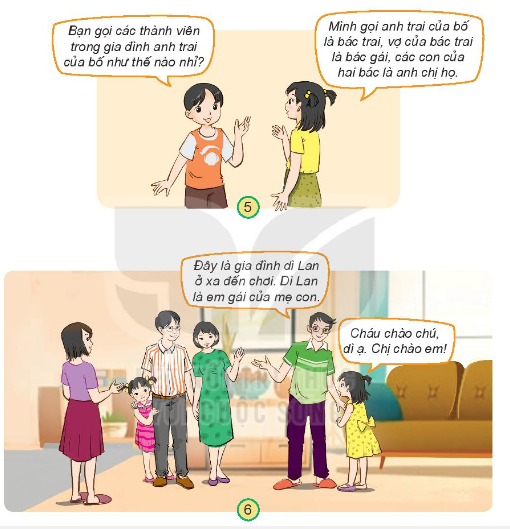 Bạn gọi các thành viên
trong gia đình anh trai
của bố như thế nào nhỉ?
Mình gọi anh trai của bố
là bác trai, vợ của bác trai
là bác gái, các con của
hai bác là anh chị họ.
5
Đây là gia đình dì Lan
ở xa đến chơi. Dì Lan
là em gái của mẹ con.
Cháu chào chú,
dì ạ. Chị chào em!
6